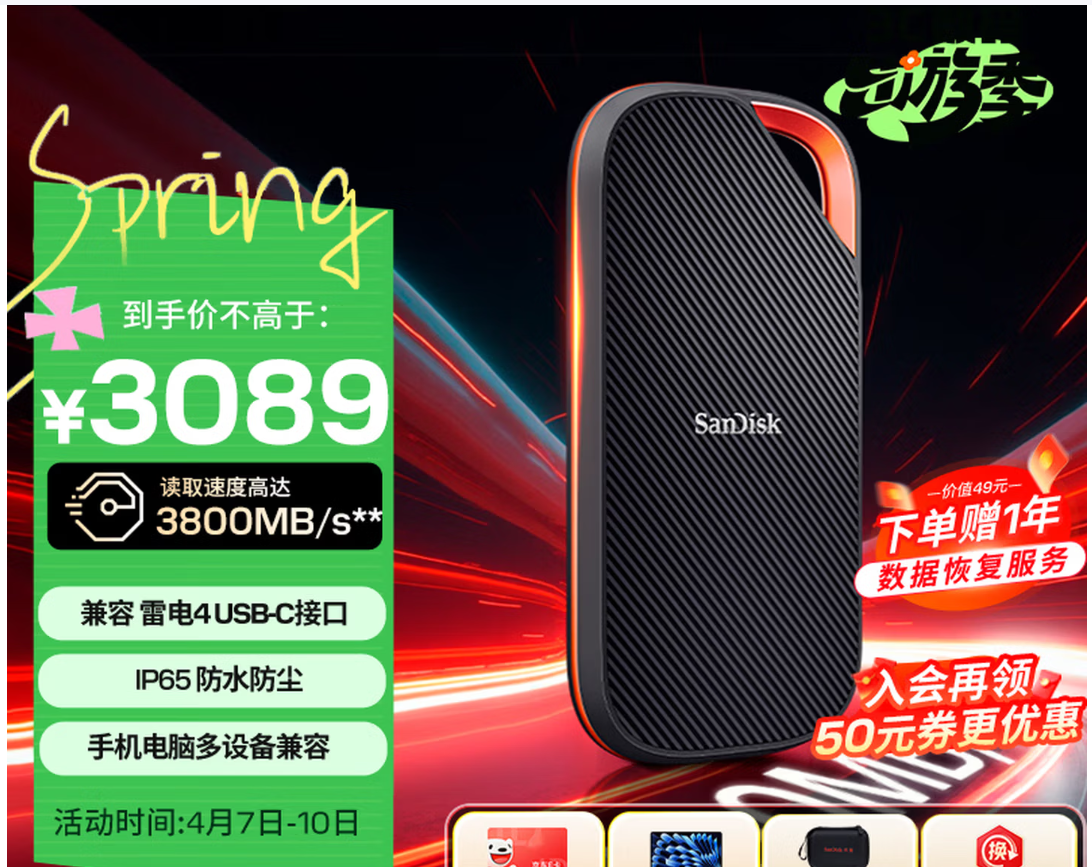 Spring
到手价不高于:
¥3089
读取速度高达
3800MB/s**
兼容 雷电4 USB-C接口
IP65 防水防尘
手机电脑多设备兼容
活动时间:4月7日-10日
SanDisk
价值49元
下单赠1年
数据恢复服务
入会再领
50元券更优惠
换